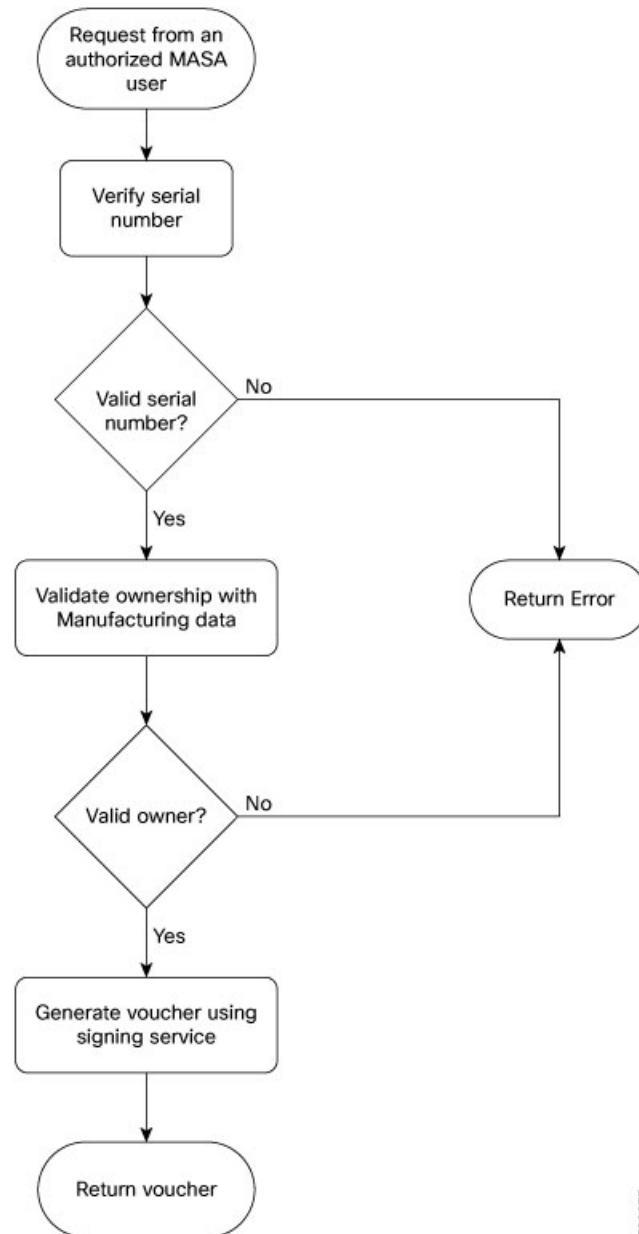 Request from an
authorized MASA
user
Verify serial
number
Valid serial
number?
No
Yes
Validate ownership with
Manufacturing data
Return Error
Valid owner?
No
Yes
Generate voucher using
signing service
Return voucher